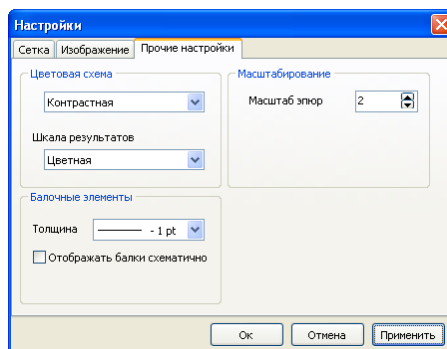 Настройки
Сетка Изображение Прочие настройки
Цветовая схема
Контрастная
Шкала результатов
Цветная
Масштабирование
Масштаб эпюр 2
Балочные элементы
Толщина - 1 pt
Отображать балки схематично
Ок Отмена Применить